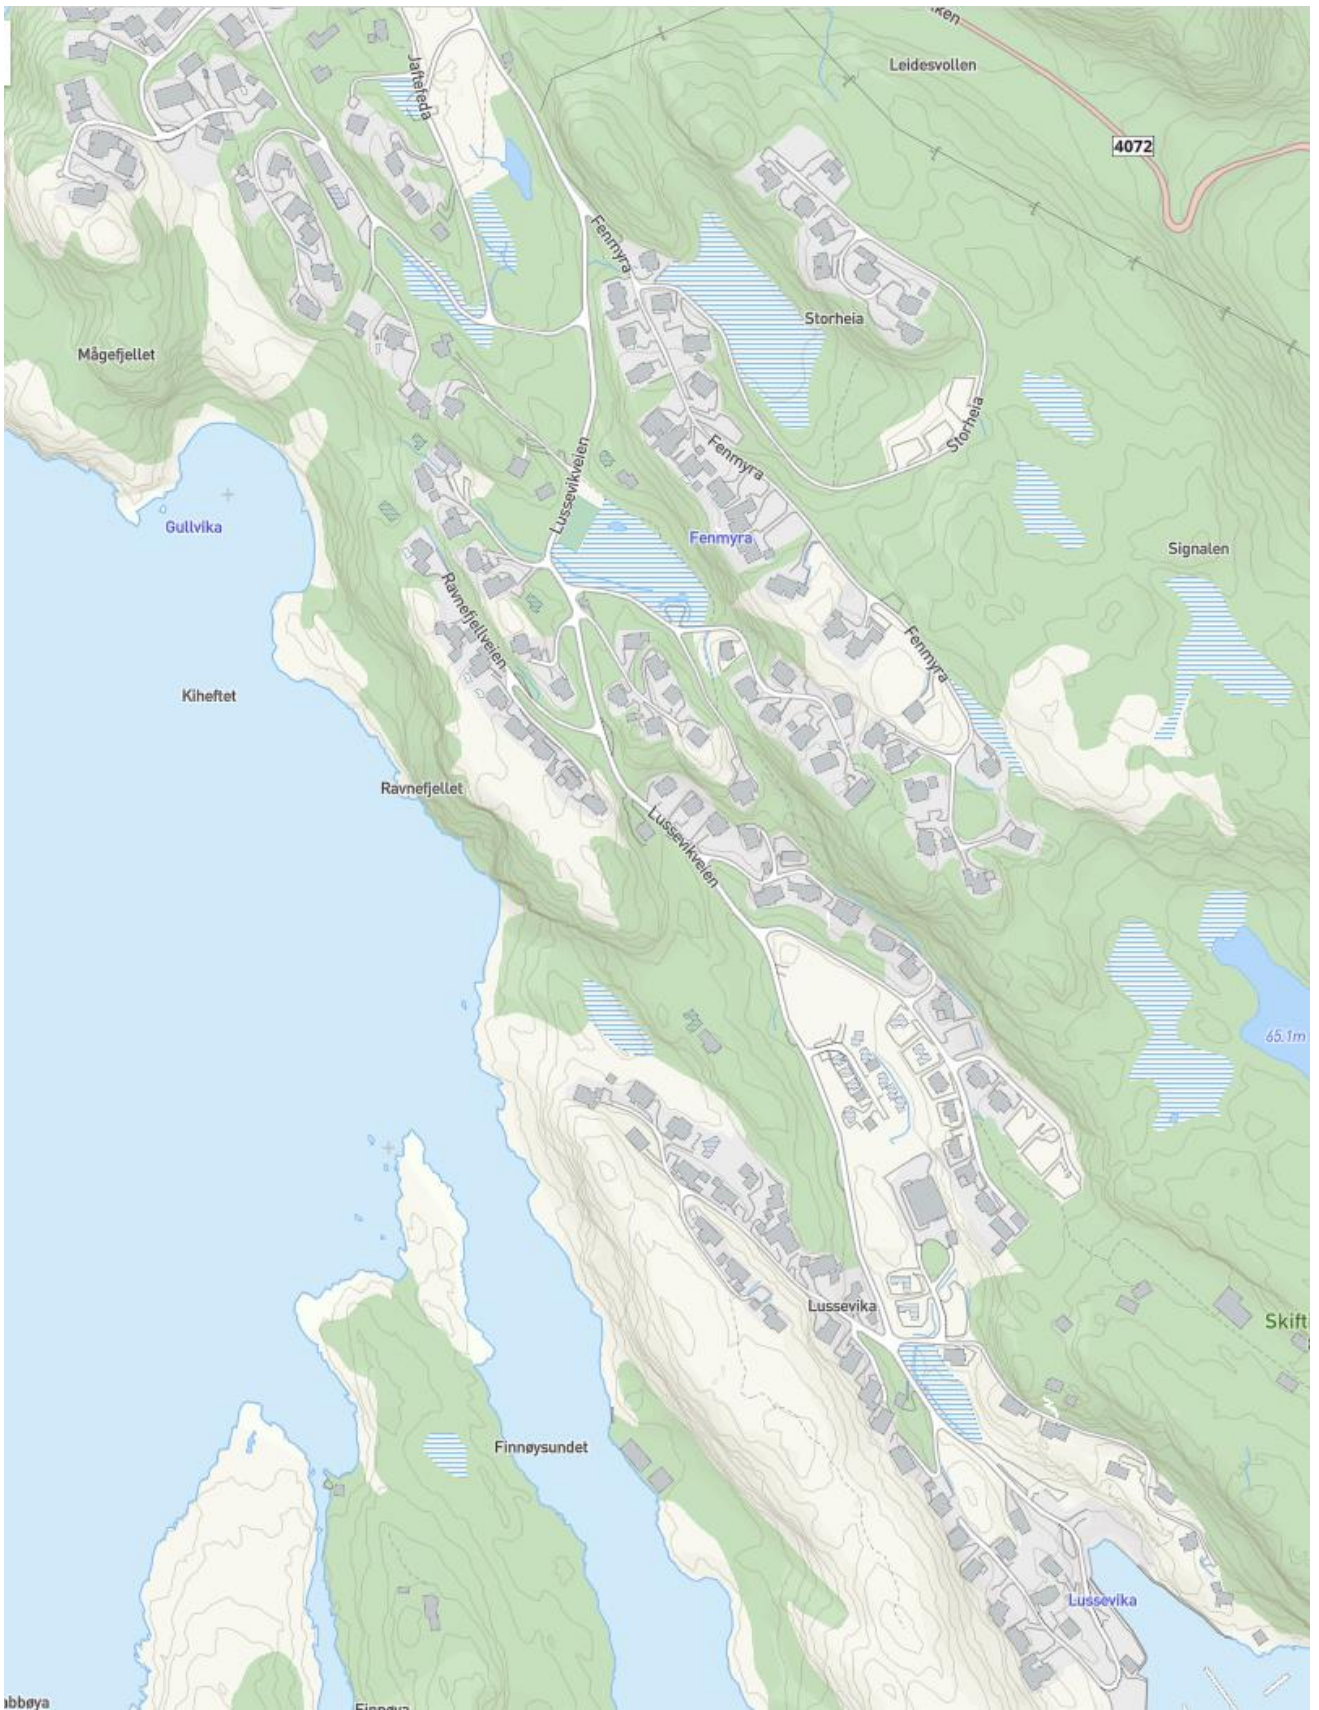 Leidesvollen
Jaftefeda
4072
Fenmyra
Storheia
Mågefjellet
Storheia
Fenmyra
Lussevikveien
Gullvika
Fenmyra
Signalen
Ravnefjellveien
Fenmyra
Kiheftet
Ravnefjellet
Lussevikveien
65.1m
Lussevika
Skift
Finnøysundet
Lussevika
abbøya